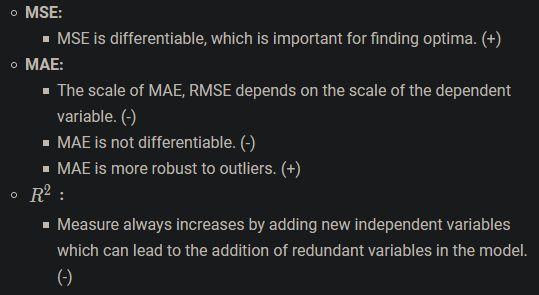 MSE:
MSE is differentiable, which is important for finding optima. (+)
MAE:
The scale of MAE, RMSE depends on the scale of the dependent
variable. (-)
MAE is not differentiable. (-)
MAE is more robust to outliers. (+)
R² :
Measure always increases by adding new independent variables
which can lead to the addition of redundant variables in the model.
(-)